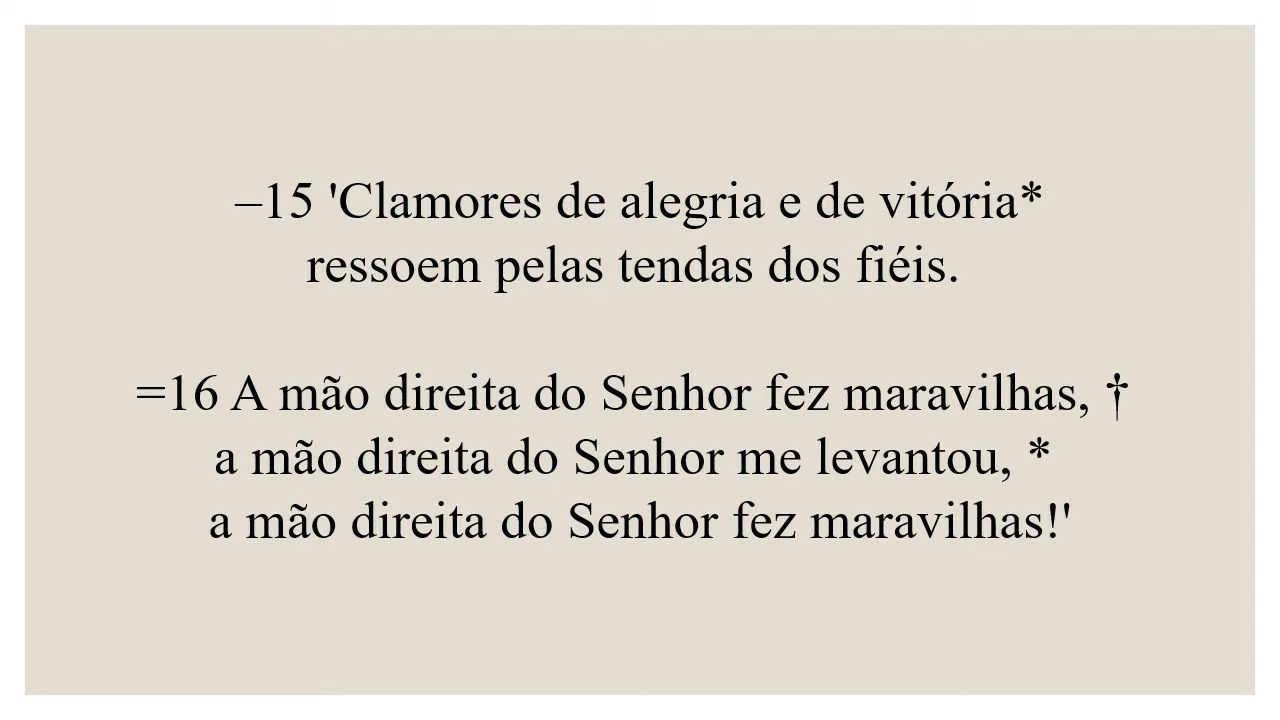 –15 'Clamores de alegria e de vitória*
ressoem pelas tendas dos fiéis.
=16 A mão direita do Senhor fez maravilhas, †
a mão direita do Senhor me levantou, *
a mão direita do Senhor fez maravilhas!'